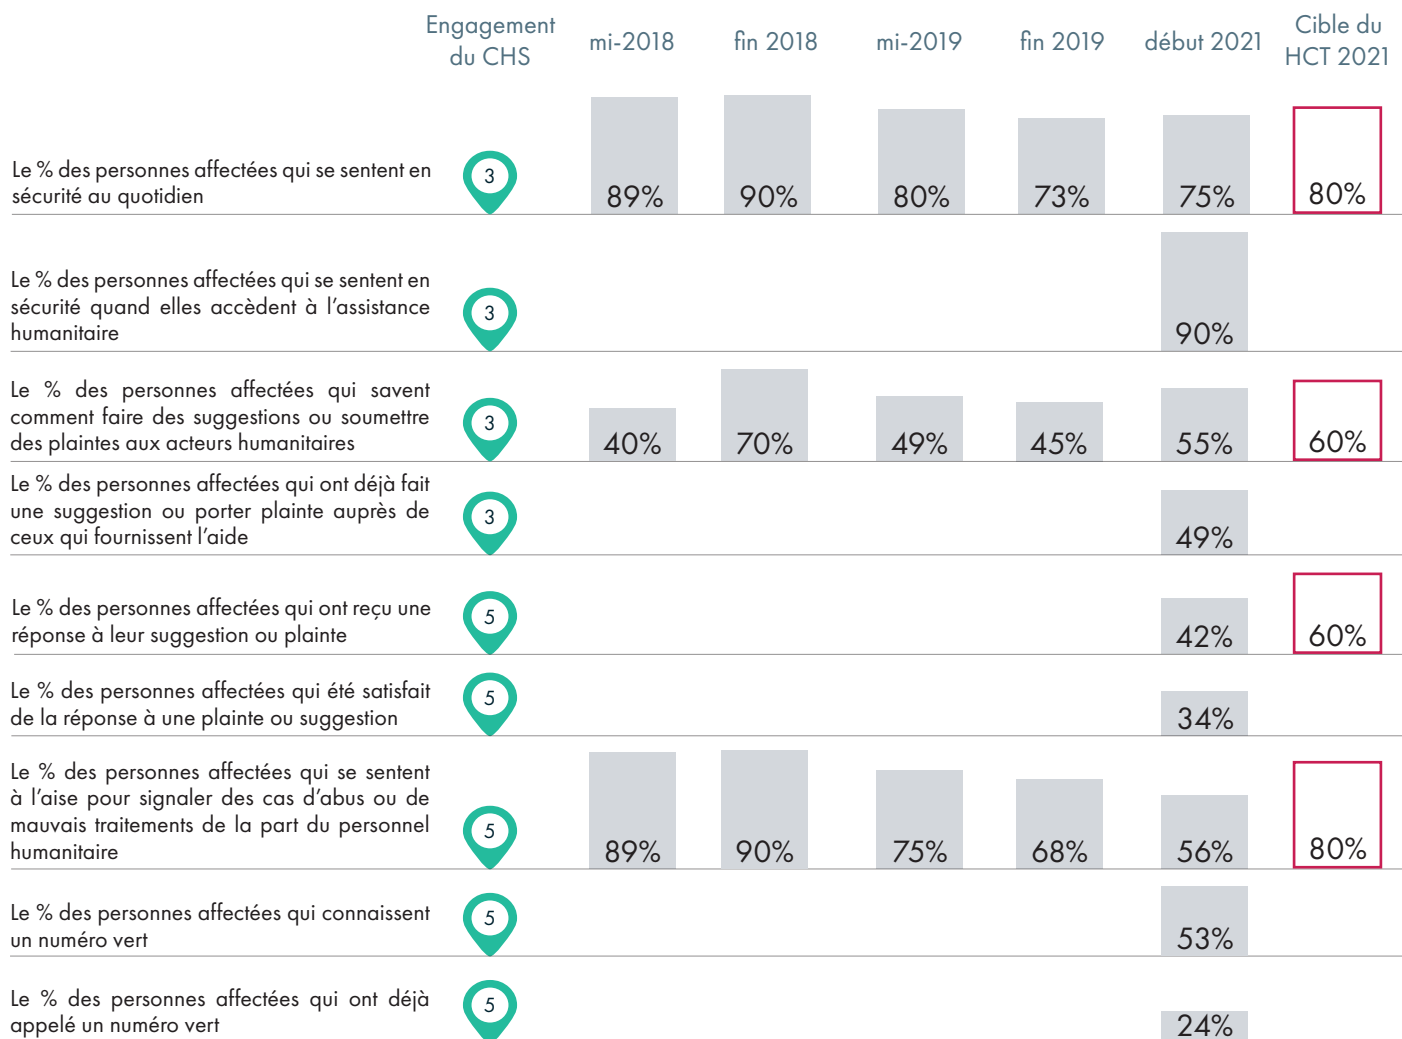 Engagement
du CHS
mi-2018
fin 2018
mi-2019
fin 2019
début 2021
Cible du
HCT 2021
Le % des personnes affectées qui se sentent en
sécurité au quotidien
3
89%
90%
80%
73%
75%
80%
Le % des personnes affectées qui se sentent en
sécurité quand elles accèdent à l’assistance
humanitaire
3
90%
Le % des personnes affectées qui savent
comment faire des suggestions ou soumettre
des plaintes aux acteurs humanitaires
3
40%
70%
49%
45%
55%
60%
Le % des personnes affectées qui ont déjà fait
une suggestion ou porter plainte auprès de
ceux qui fournissent l’aide
3
49%
Le % des personnes affectées qui ont reçu une
réponse à leur suggestion ou plainte
5
42%
60%
Le % des personnes affectées qui été satisfait
de la réponse à une plainte ou suggestion
5
34%
Le % des personnes affectées qui se sentent
à l’aise pour signaler des cas d’abus ou de
mauvais traitements de la part du personnel
humanitaire
5
89%
90%
75%
68%
56%
80%
Le % des personnes affectées qui connaissent
un numéro vert
5
53%
Le % des personnes affectées qui ont déjà
appelé un numéro vert
5
24%